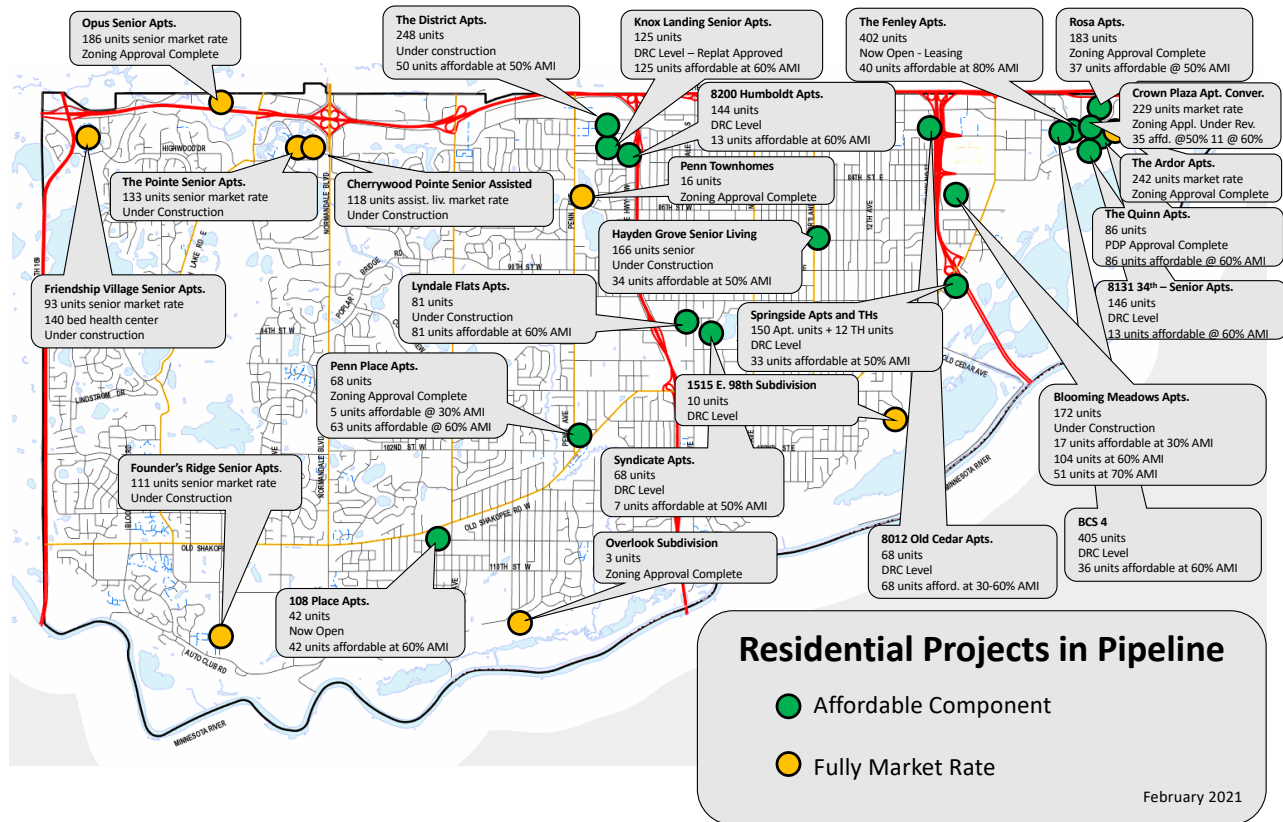 Opus Senior Apts.
186 units senior market rate
Zoning Approval Complete
The District Apts.
248 units
Under construction
50 units affordable at 50% AMI
Knox Landing Senior Apts.
125 units
DRC Level – Replat Approved
125 units affordable at 60% AMI
The Fenley Apts.
402 units
Now Open - Leasing
40 units affordable at 80% AMI
Rosa Apts.
183 units
Zoning Approval Complete
37 units affordable @ 50% AMI
8200 Humboldt Apts.
144 units
DRC Level
13 units affordable at 60% AMI
Crown Plaza Apt. Conver.
229 units market rate
Zoning Appl. Under Rev.
35 affd. @50% 11 @ 60%
The Pointe Senior Apts.
133 units senior market rate
Under Construction
Cherrywood Pointe Senior Assisted
118 units assist. liv. market rate
Under Construction
Penn Townhomes
16 units
Zoning Approval Complete
The Ardor Apts.
242 units market rate
Zoning Approval Complete
Hayden Grove Senior Living
166 units senior
Under Construction
34 units affordable at 50% AMI
The Quinn Apts.
86 units
PDP Approval Complete
86 units affordable @ 60% AMI
Friendship Village Senior Apts.
93 units senior market rate
140 bed health center
Under construction
Lyndale Flats Apts.
81 units
Under Construction
81 units affordable at 60% AMI
Springside Apts and THs
150 Apt. units + 12 TH units
DRC Level
33 units affordable at 50% AMI
8131 34th – Senior Apts.
146 units
DRC Level
13 units affordable @ 60% AMI
Penn Place Apts.
68 units
Zoning Approval Complete
5 units affordable @ 30% AMI
63 units affordable @ 60% AMI
1515 E. 98th Subdivision
10 units
DRC Level
Blooming Meadows Apts.
172 units
Under Construction
17 units affordable at 30% AMI
104 units at 60% AMI
51 units at 70% AMI
Founder's Ridge Senior Apts.
111 units senior market rate
Under Construction
Syndicate Apts.
68 units
DRC Level
7 units affordable at 50% AMI
BCS 4
405 units
DRC Level
36 units affordable at 60% AMI
8012 Old Cedar Apts.
68 units
DRC Level
68 units afford. at 30-60% AMI
Overlook Subdivision
3 units
Zoning Approval Complete
108 Place Apts.
42 units
Now Open
42 units affordable at 60% AMI
HIGHWOOD DR
NORMANDALE BLVD
84TH ST E
86TH ST W
12TH AVE
90TH ST W
BRIDGE RD
POPLAR
LINDSTROM DR
NORMANDALE BLVD
102ND ST W
OLD CEDAR AVE
MINNESOTA RIVER
OLD SHAKOPEE RD W
OLD SHAKOPE
110TH ST W
AUTO CLUB RD
MINNESOTA RIVER
Residential Projects in Pipeline
Affordable Component
Fully Market Rate
February 2021